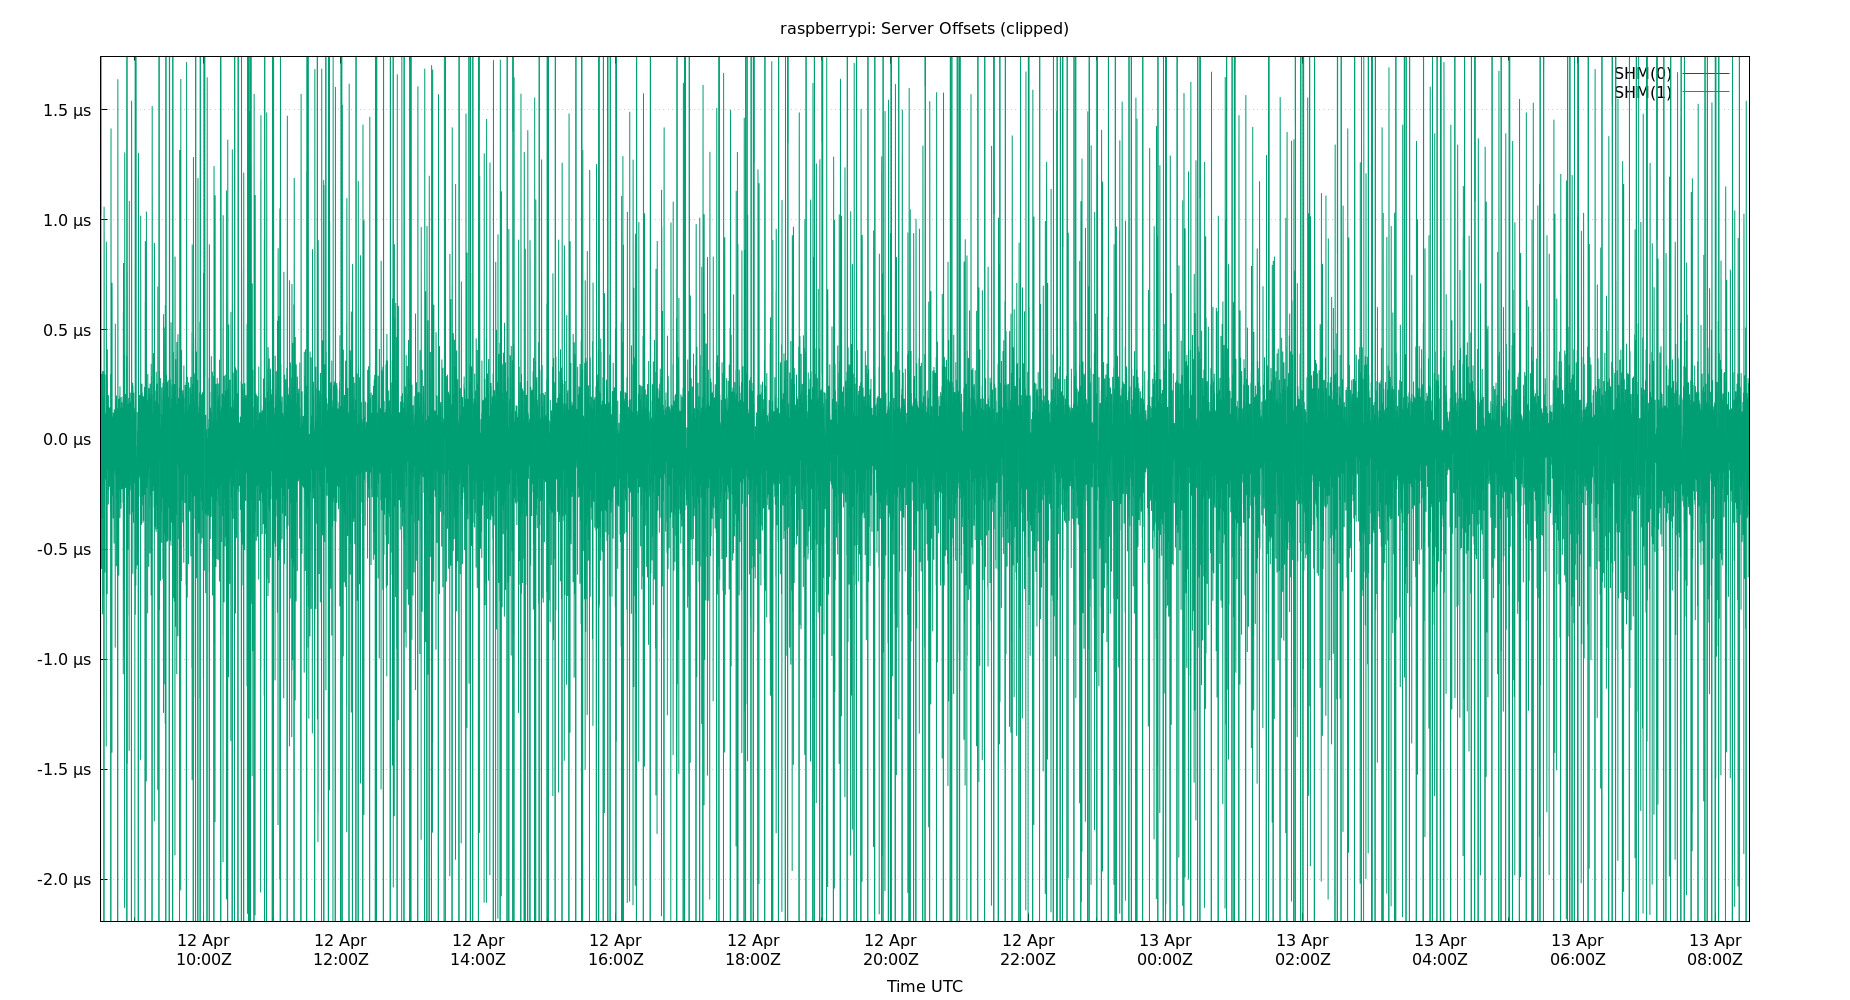 raspberrypi: Server Offsets (clipped)
SHM(0)
SHM(1)
1.5 µs
1.0 µs
0.5 µs
0.0 µs
-0.5 µs
-1.0 µs
-1.5 µs
-2.0 µs
12 Apr 12 Apr 12 Apr 12 Apr 12 Apr 12 Apr 12 Apr 13 Apr 13 Apr 13 Apr 13 Apr 13 Apr
10:00Z 12:00Z 14:00Z 16:00Z 18:00Z 20:00Z 22:00Z 00:00Z 02:00Z 04:00Z 06:00Z 08:00Z
Time UTC